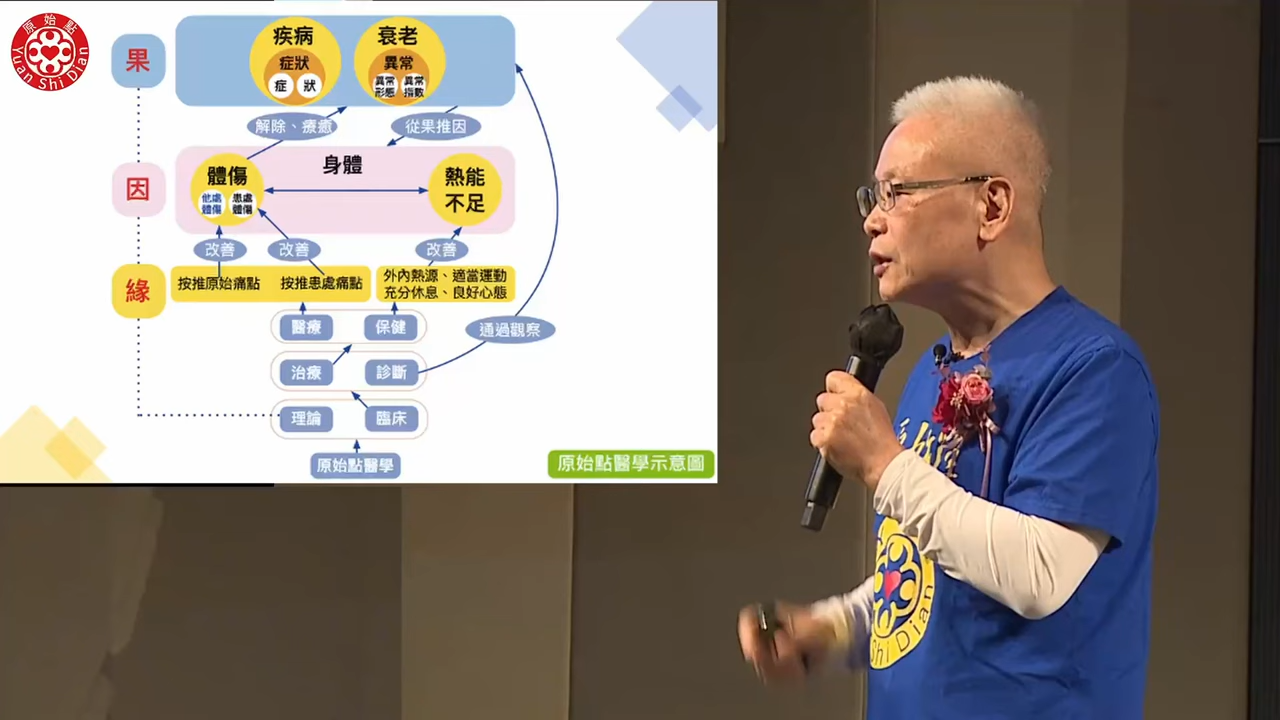 原始點
Yuan Shi Dian
果
疾病
症狀
症 狀
衰老
異常
異常形態
異常指數
解除、療癒
從果推因
因
身體
體傷
他處體傷
患處體傷
熱能不足
改善
改善
改善
緣
按推原始痛點
按推患處痛點
外內熱源、適當運動
充分休息、良好心態
醫療
保健
通過觀察
治療
診斷
理論
臨床
原始點醫學
原始點醫學示意圖
Shi Dian